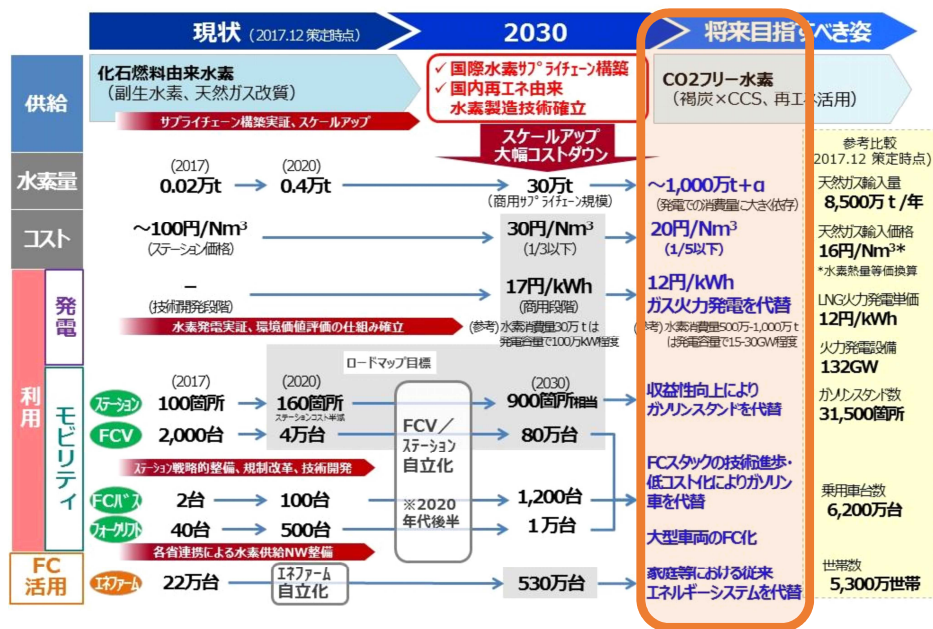 現状 (2017.12 策定時点)
2030
将来目指すべき姿
供給
化石燃料由来水素
(副生水素、天然ガス改質)
✓国際水素サプライチェーン構築
✓国内再エネ由来
水素製造技術確立
CO2フリー水素
(褐炭×CCS、再エネ活用)
サプライチェーン構築実証、スケールアップ
スケールアップ
大幅コストダウン
参考比較
2017.12 策定時点)
水素量
(2017)
0.02万t
(2020)
0.4万t
30万t
(商用サプライチェーン規模)
～1,000万t+α
(発電での消費量に大きく依存)
天然ガス輸入量
8,500万t/年
コスト
～100円/Nm³
(ステーション価格)
30円/Nm³
(1/3以下)
20円/Nm³
(1/5以下)
天然ガス輸入価格
16円/Nm³*
*水素熱量等価換算
利用
発電
－
(技術開発段階)
17円/kWh
(商用段階)
12円/kWh
ガス火力発電を代替
LNG火力発電単価
12円/kWh
水素発電実証、環境価値評価の仕組み確立
(参考)水素消費量30万tは
発電容量で100万kW程度
(参考)水素消費量500万-1,000万t
は発電容量で15-30GW程度
火力発電設備
132GW
ロードマップ目標
モビリティ
(2017)
(2020)
(2030)
ステーション
100箇所
160箇所
ステーションコスト半減
900箇所相当
収益性向上により
ガソリンスタンドを代替
ガソリンスタンド数
31,500箇所
FCV
2,000台
4万台
FCV／
ステーション
自立化
※2020
年代後半
80万台
ステーション戦略的整備、規制改革、技術開発
FCスタックの技術進歩・
低コスト化によりガソリン
車を代替
FCバス
2台
100台
1,200台
乗用車台数
6,200万台
フォークリフト
40台
500台
1万台
大型車両のFC化
各省連携による水素供給NW整備
FC
活用
エネファーム
22万台
エネファーム
自立化
530万台
家庭等における従来
エネルギーシステムを代替
世帯数
5,300万世帯